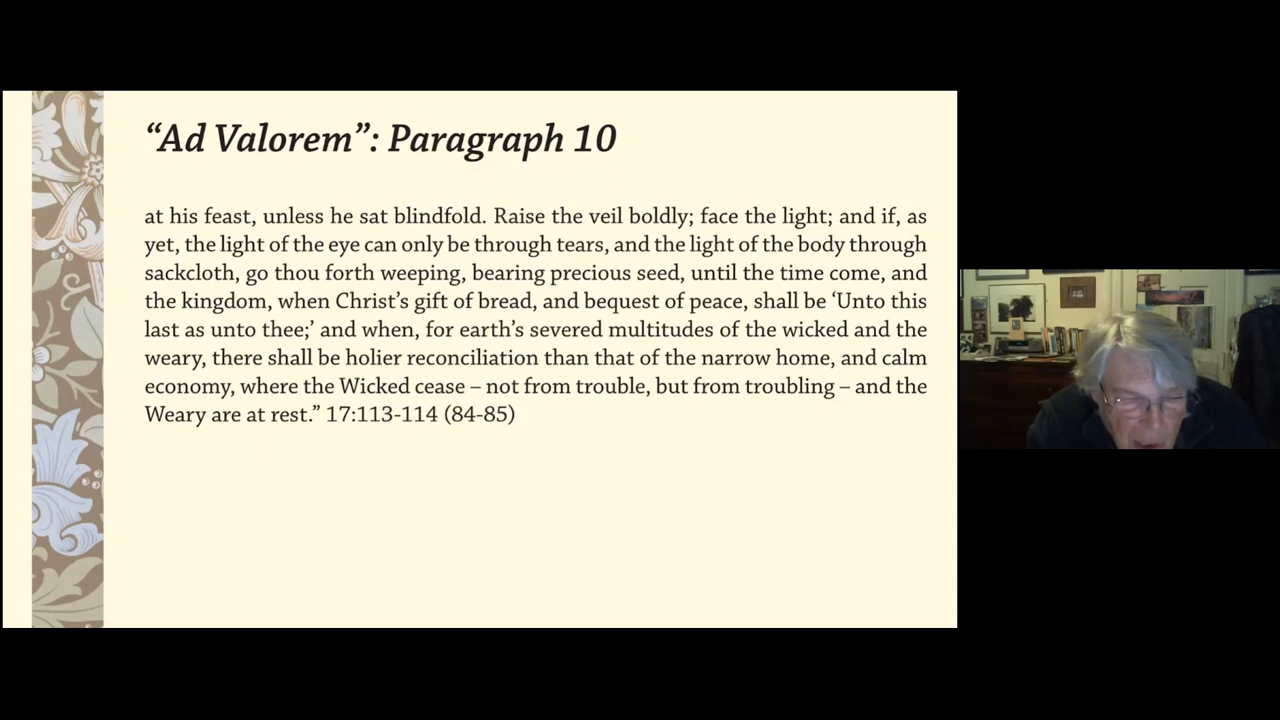 “Ad Valorem”: Paragraph 10
at his feast, unless he sat blindfold. Raise the veil boldly; face the light; and if, as
yet, the light of the eye can only be through tears, and the light of the body through
sackcloth, go thou forth weeping, bearing precious seed, until the time come, and
the kingdom, when Christ’s gift of bread, and bequest of peace, shall be ‘Unto this
last as unto thee;’ and when, for earth’s severed multitudes of the wicked and the
weary, there shall be holier reconciliation than that of the narrow home, and calm
economy, where the Wicked cease – not from trouble, but from troubling – and the
Weary are at rest.” 17:113-114 (84-85)